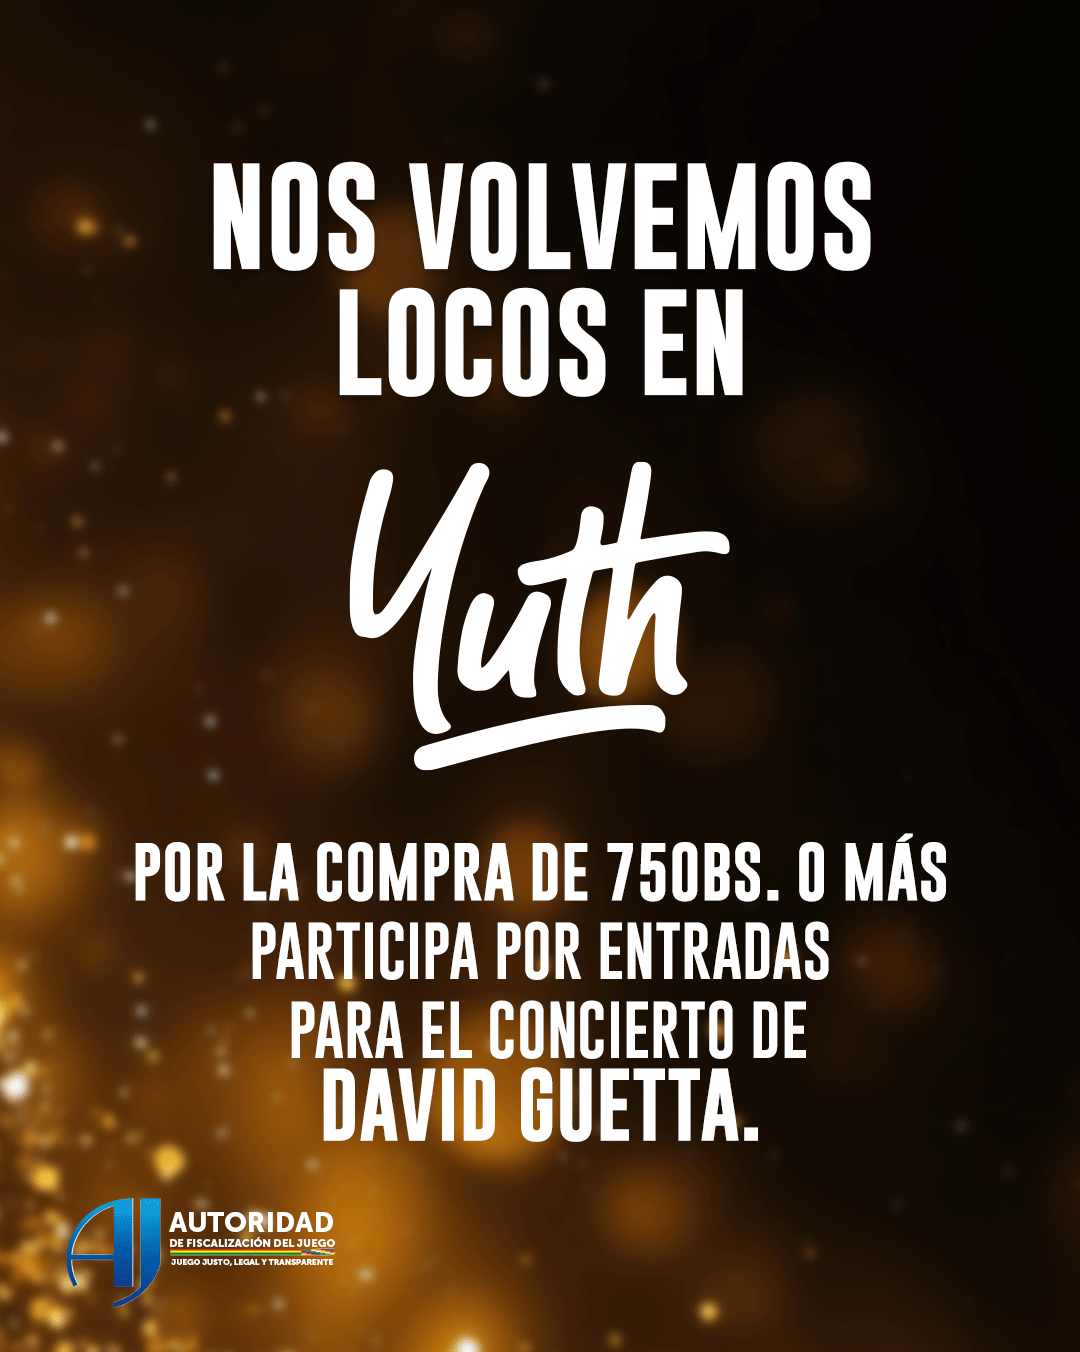 NOS VOLVEMOS
LOCOS EN
Yuth
POR LA COMPRA DE 750BS. O MÁS
PARTICIPA POR ENTRADAS
PARA EL CONCIERTO DE
DAVID GUETTA.
AJ
AUTORIDAD
DE FISCALIZACIÓN DEL JUEGO
JUEGO JUSTO, LEGAL Y TRANSPARENTE